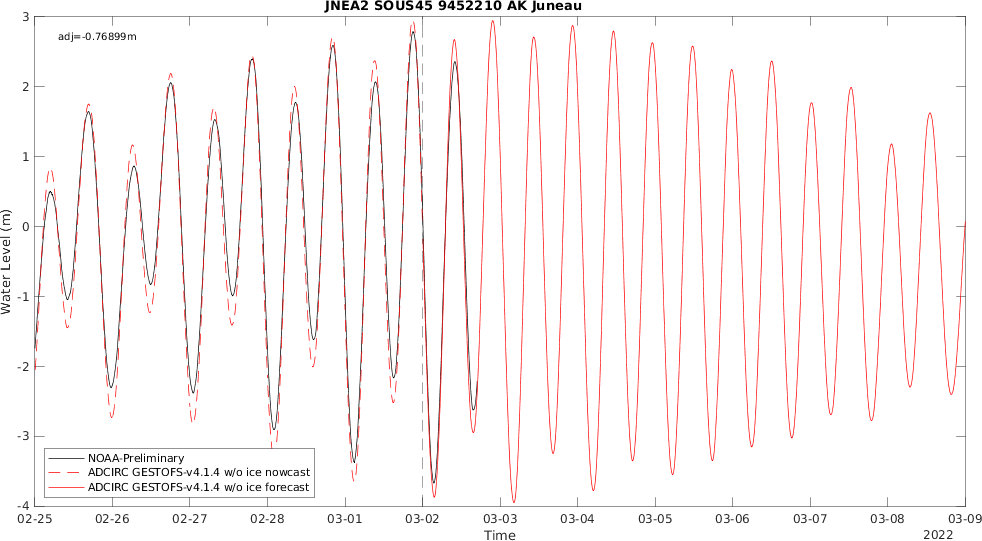 JNEA2 SOUS45 9452210 AK Juneau
adj=-0.76899m
3
2
1
0
-1
-2
-3
-4
Water Level (m)
NOAA-Preliminary
ADCIRC GESTOFS-v4.1.4 w/o ice nowcast
ADCIRC GESTOFS-v4.1.4 w/o ice forecast
02-25 02-26 02-27 02-28 03-01 03-02 03-03 03-04 03-05 03-06 03-07 03-08 03-09
Time
2022